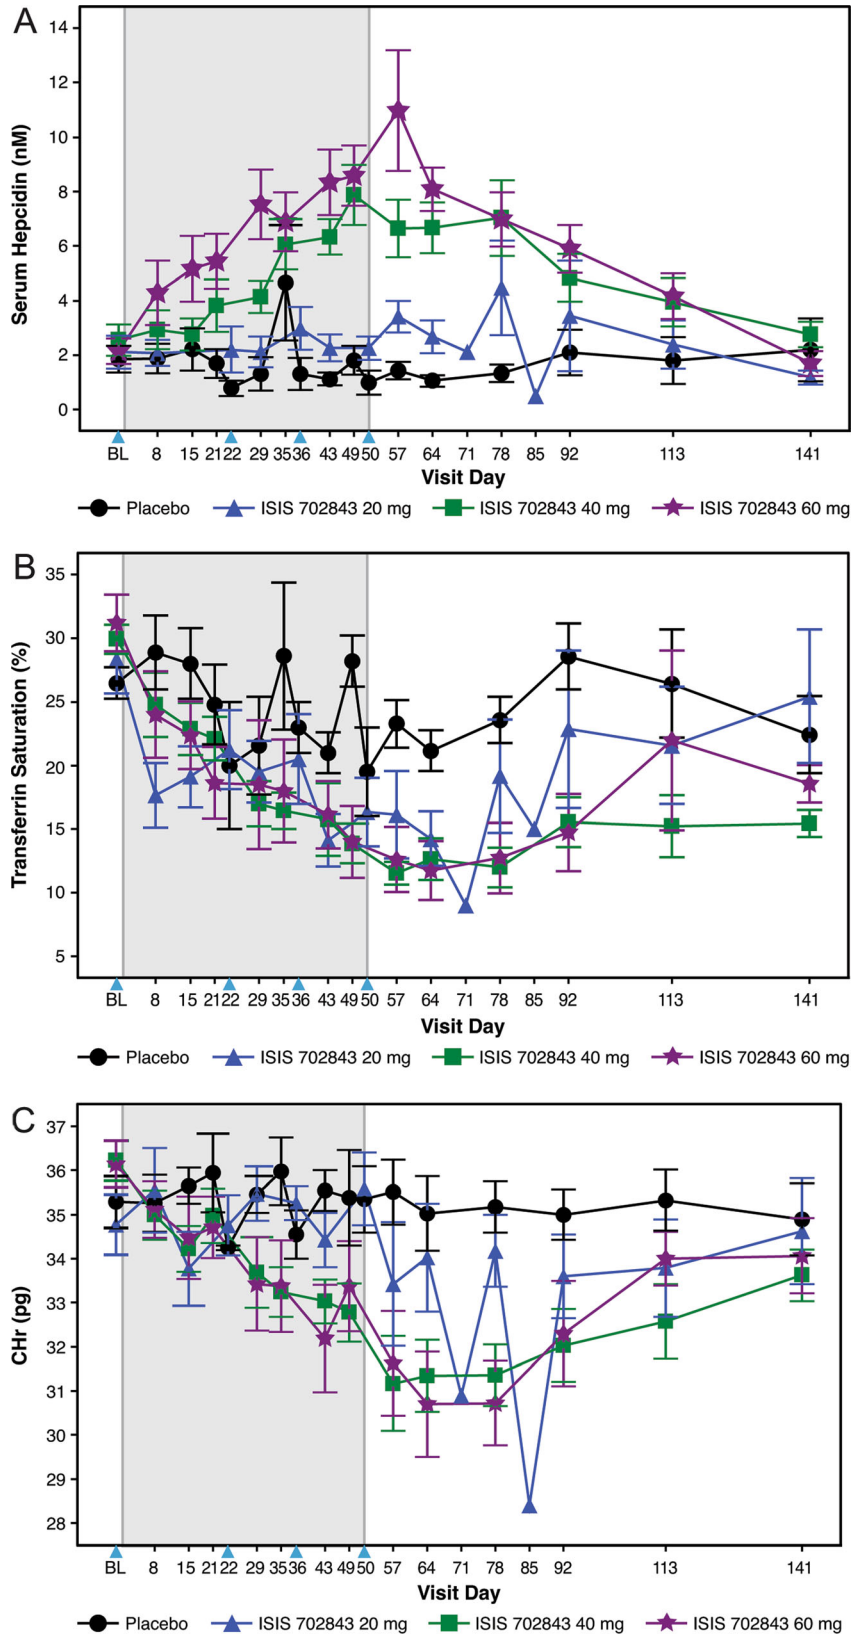 A
Serum Hepcidin (nM)
14
12
10
8
6
4
2
0
BL 8 15 21 22 29 35 36 43 49 50 57 64 71 78 85 92 113 141
Visit Day
Placebo ISIS 702843 20 mg ISIS 702843 40 mg ISIS 702843 60 mg
B
Transferrin Saturation (%)
35
30
25
20
15
10
5
BL 8 15 21 22 29 35 36 43 49 50 57 64 71 78 85 92 113 141
Visit Day
Placebo ISIS 702843 20 mg ISIS 702843 40 mg ISIS 702843 60 mg
C
CHr (pg)
37
36
35
34
33
32
31
30
29
28
BL 8 15 21 22 29 35 36 43 49 50 57 64 71 78 85 92 113 141
Visit Day
Placebo ISIS 702843 20 mg ISIS 702843 40 mg ISIS 702843 60 mg